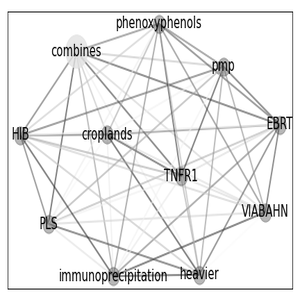 phenoxyphenols
combines
pmp
EBRT
HIB
croplands
TNFR1
VIABAHN
PLS
immunoprecipitation
heavier